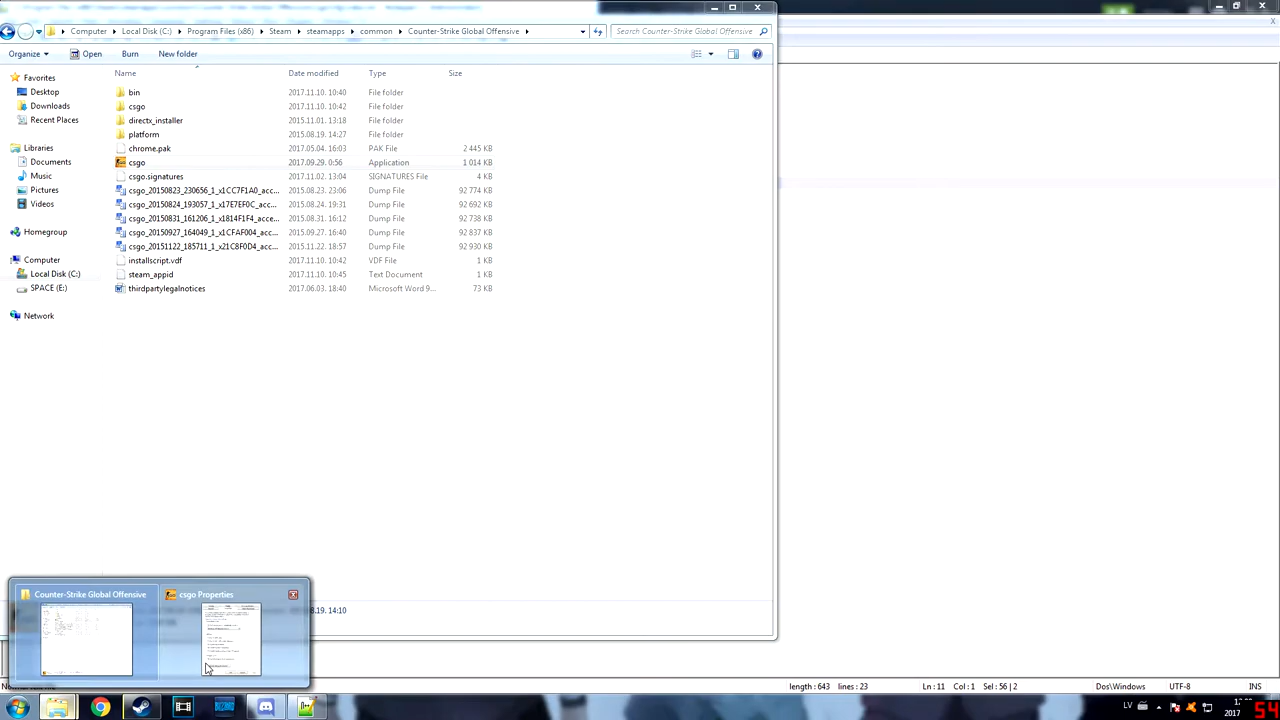 Computer ▸ Local Disk (C:) ▸ Program Files (x86) ▸ Steam ▸ steamapps ▸ common ▸ Counter-Strike Global Offensive ▸
Search Counter-Strike Global Offensive
Organize Open Burn New folder
Name Date modified Type Size
Favorites
Desktop
Downloads
Recent Places
Libraries
Documents
Music
Pictures
Videos
Homegroup
Computer
Local Disk (C:)
SPACE (E:)
Network
bin 2017.11.10. 10:40 File folder
csgo 2017.11.10. 10:42 File folder
directx_installer 2015.11.01. 13:18 File folder
platform 2015.08.19. 14:27 File folder
chrome.pak 2017.05.04. 16:03 PAK File 2 445 KB
csgo 2017.09.29. 0:56 Application 1 014 KB
csgo.signatures 2017.11.02. 13:04 SIGNATURES File 4 KB
csgo_20150823_230656_1_x1CC7F1A0_acc... 2015.08.23. 23:06 Dump File 92 774 KB
csgo_20150824_193057_1_x17E7EF0C_acc... 2015.08.24. 19:31 Dump File 92 692 KB
csgo_20150831_161206_1_x1814F1F4_acce... 2015.08.31. 16:12 Dump File 92 738 KB
csgo_20150927_164049_1_x1CFAF004_acc... 2015.09.27. 16:40 Dump File 92 837 KB
csgo_20151122_185711_1_x21C8F0D4_acc... 2015.11.22. 18:57 Dump File 92 930 KB
installscript.vdf 2017.11.10. 10:42 VDF File 1 KB
steam_appid 2017.11.10. 10:45 Text Document 1 KB
thirdpartylegalnotices 2017.06.03. 18:40 Microsoft Word 9... 73 KB
Counter-Strike Global Offensive csgo Properties
19. 14:10
length : 643 lines : 23 Ln : 11 Col : 1 Sel : 56 | 2 Dos\Windows UTF-8 INS
LV
2017
54